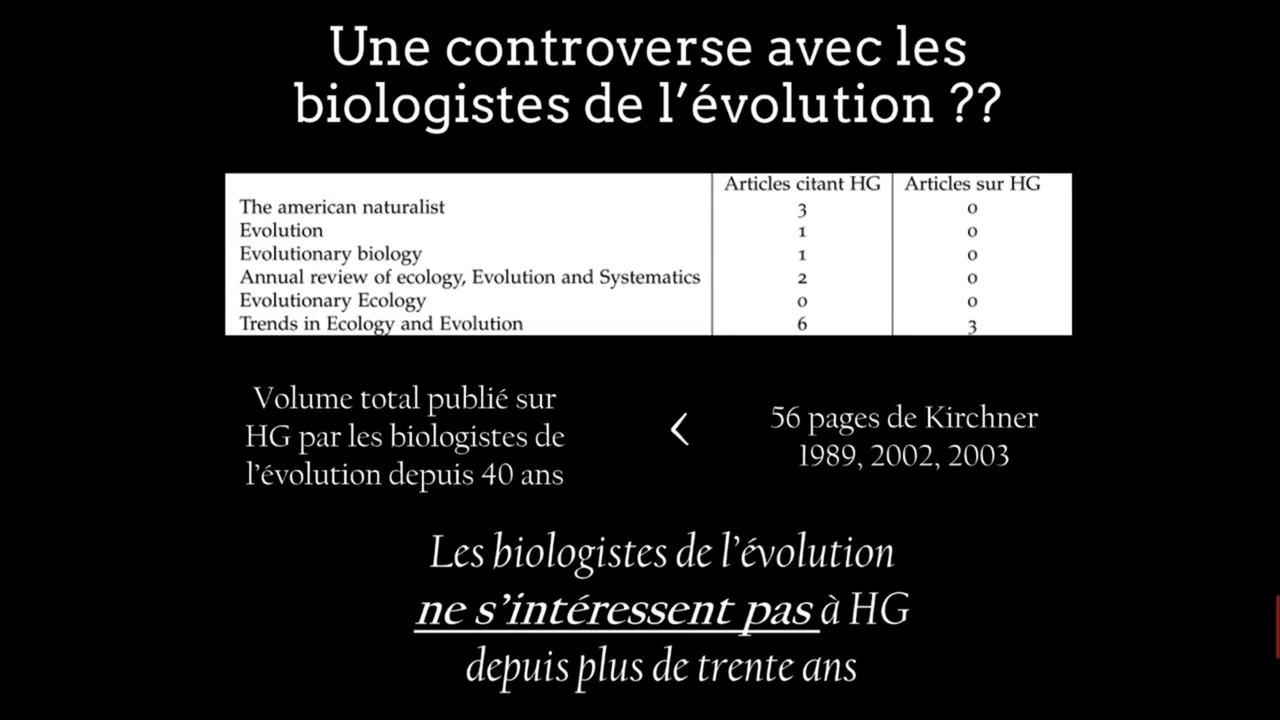 Une controverse avec les
biologistes de l’évolution ??
Articles citant HG Articles sur HG
The american naturalist 3 0
Evolution 1 0
Evolutionary biology 1 0
Annual review of ecology, Evolution and Systematics 2 0
Evolutionary Ecology 0 0
Trends in Ecology and Evolution 6 3
Volume total publié sur
HG par les biologistes de
l’évolution depuis 40 ans
<
56 pages de Kirchner
1989, 2002, 2003
Les biologistes de l’évolution
ne s’intéressent pas à HG
depuis plus de trente ans